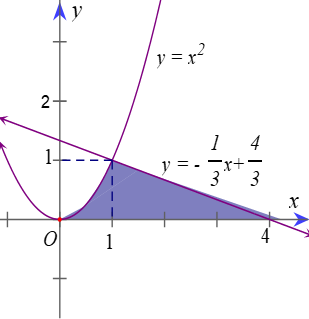 y
y = x²
2
1
y = - 1/3 x + 4/3
x
O
1
4